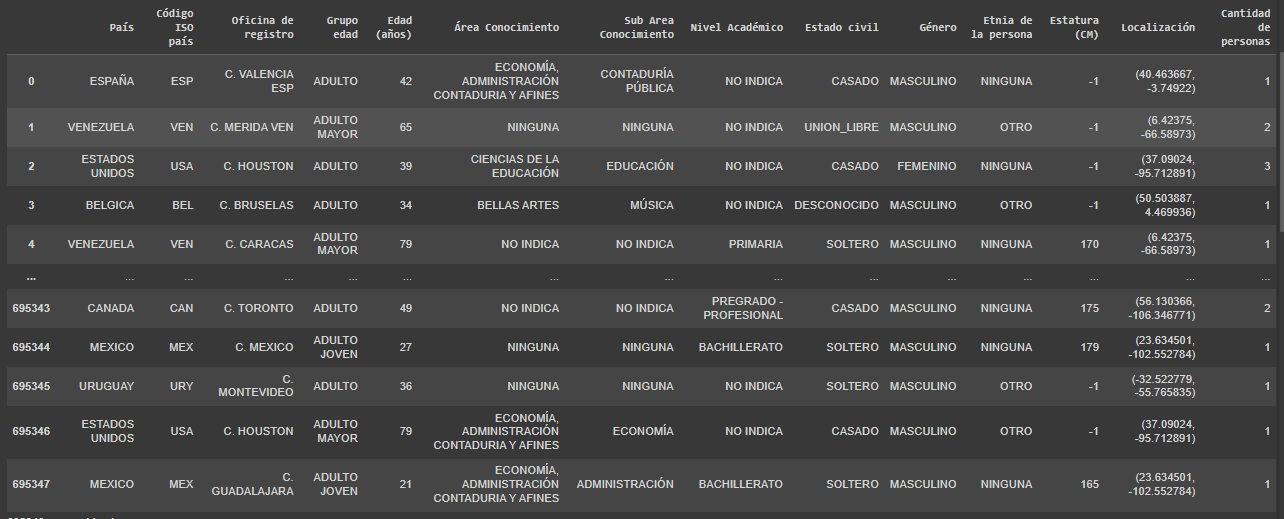 País Código ISO país Oficina de registro Grupo edad Edad (años) Área Conocimiento Sub Area Conocimiento Nivel Académico Estado civil Género Etnia de la persona Estatura (CM) Localización Cantidad de personas
0 ESPAÑA ESP C. VALENCIA ESP ADULTO 42 ECONOMÍA, ADMINISTRACIÓN CONTADURIA Y AFINES CONTADURÍA PÚBLICA NO INDICA CASADO MASCULINO NINGUNA -1 (40.463667, -3.74922) 1
1 VENEZUELA VEN C. MERIDA VEN ADULTO MAYOR 65 NINGUNA NINGUNA NO INDICA UNION_LIBRE MASCULINO OTRO -1 (6.42375, -66.58973) 2
2 ESTADOS UNIDOS USA C. HOUSTON ADULTO 39 CIENCIAS DE LA EDUCACIÓN EDUCACIÓN NO INDICA CASADO FEMENINO NINGUNA -1 (37.09024, -95.712891) 3
3 BELGICA BEL C. BRUSELAS ADULTO 34 BELLAS ARTES MÚSICA NO INDICA DESCONOCIDO MASCULINO OTRO -1 (50.503887, 4.469936) 1
4 VENEZUELA VEN C. CARACAS ADULTO MAYOR 79 NO INDICA NO INDICA PRIMARIA SOLTERO MASCULINO NINGUNA 170 (6.42375, -66.58973) 1
... ... ... ... ... ... ... ... ... ... ... ... ... ... ...
695343 CANADA CAN C. TORONTO ADULTO 49 NO INDICA NO INDICA PREGRADO - PROFESIONAL CASADO MASCULINO NINGUNA 175 (56.130366, -106.346771) 2
695344 MEXICO MEX C. MEXICO ADULTO JOVEN 27 NINGUNA NINGUNA BACHILLERATO SOLTERO MASCULINO NINGUNA 179 (23.634501, -102.552784) 1
695345 URUGUAY URY C. MONTEVIDEO ADULTO 36 NINGUNA NINGUNA NO INDICA SOLTERO MASCULINO OTRO -1 (-32.522779, -55.765835) 1
695346 ESTADOS UNIDOS USA C. HOUSTON ADULTO MAYOR 79 ECONOMÍA, ADMINISTRACIÓN CONTADURIA Y AFINES ECONOMÍA NO INDICA CASADO MASCULINO OTRO -1 (37.09024, -95.712891) 1
695347 MEXICO MEX C. GUADALAJARA ADULTO JOVEN 21 ECONOMÍA, ADMINISTRACIÓN CONTADURIA Y AFINES ADMINISTRACIÓN BACHILLERATO SOLTERO MASCULINO NINGUNA 165 (23.634501, -102.552784) 1